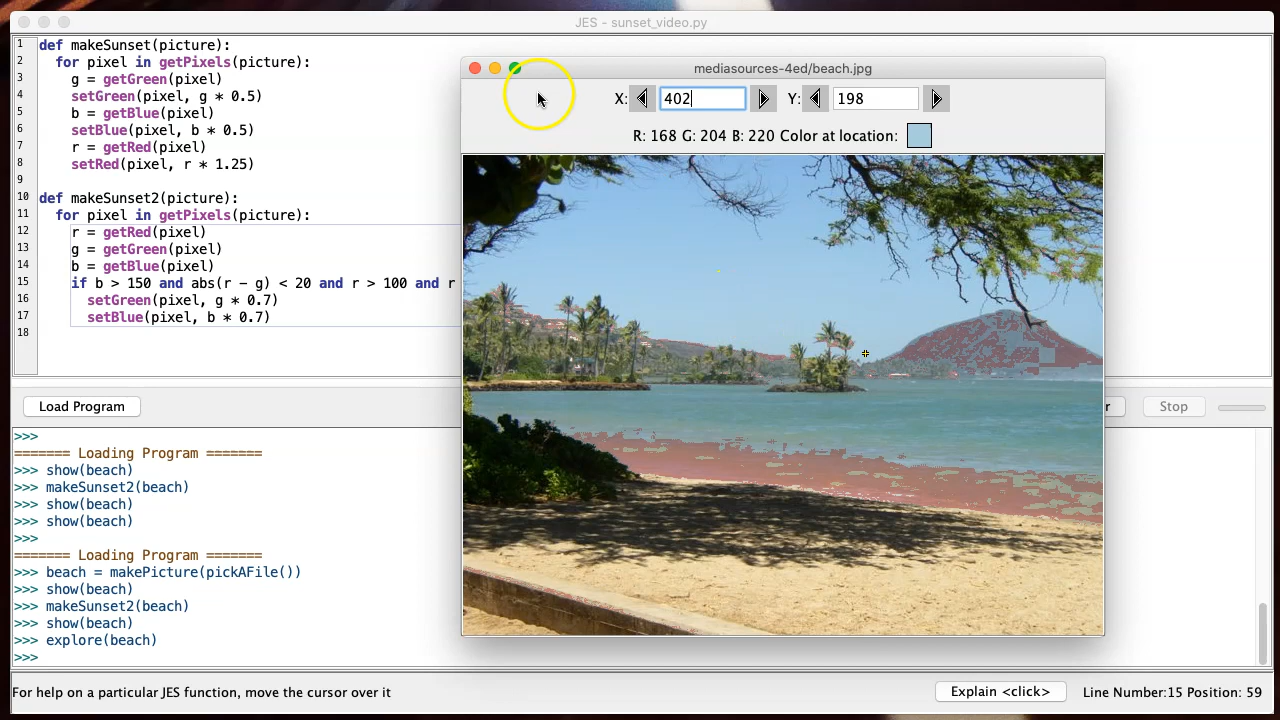 JES - sunset_video.py
1 def makeSunset(picture):
2 for pixel in getPixels(picture):
3 g = getGreen(pixel)
4 setGreen(pixel, g * 0.5)
5 b = getBlue(pixel)
6 setBlue(pixel, b * 0.5)
7 r = getRed(pixel)
8 setRed(pixel, r * 1.25)
9
10 def makeSunset2(picture):
11 for pixel in getPixels(picture):
12 r = getRed(pixel)
13 g = getGreen(pixel)
14 b = getBlue(pixel)
15 if b > 150 and abs(r - g) < 20 and r > 100 and r
16 setGreen(pixel, g * 0.7)
17 setBlue(pixel, b * 0.7)
18
mediasources-4ed/beach.jpg
X: 402 Y: 198
R: 168 G: 204 B: 220 Color at location:
Load Program
r Stop
>>>
======= Loading Program =======
>>> show(beach)
>>> makeSunset2(beach)
>>> show(beach)
>>> show(beach)
>>>
======= Loading Program =======
>>> beach = makePicture(pickAFile())
>>> show(beach)
>>> makeSunset2(beach)
>>> show(beach)
>>> explore(beach)
>>>
For help on a particular JES function, move the cursor over it
Explain <click>
Line Number:15 Position: 59